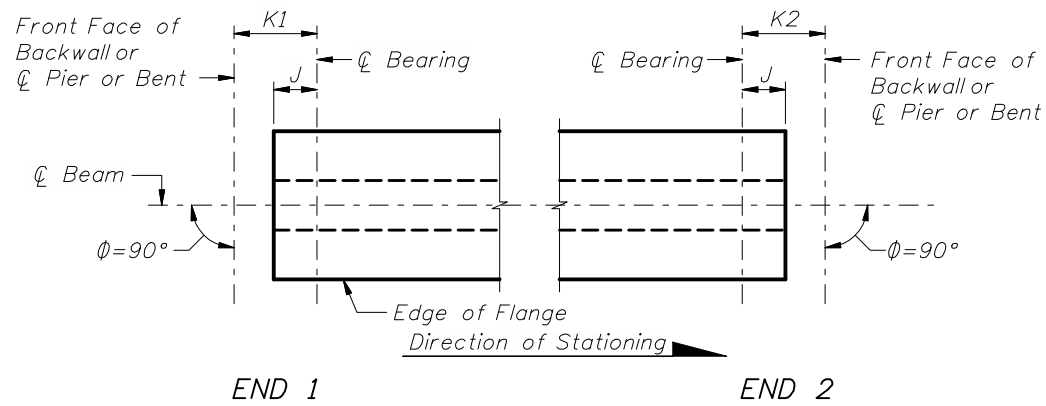 K1
Front Face of
Backwall or
℄ Pier or Bent
J
℄ Bearing
K2
℄ Bearing
J
Front Face of
Backwall or
℄ Pier or Bent
℄ Beam
ϕ=90°
ϕ=90°
Edge of Flange
Direction of Stationing
END 1
END 2